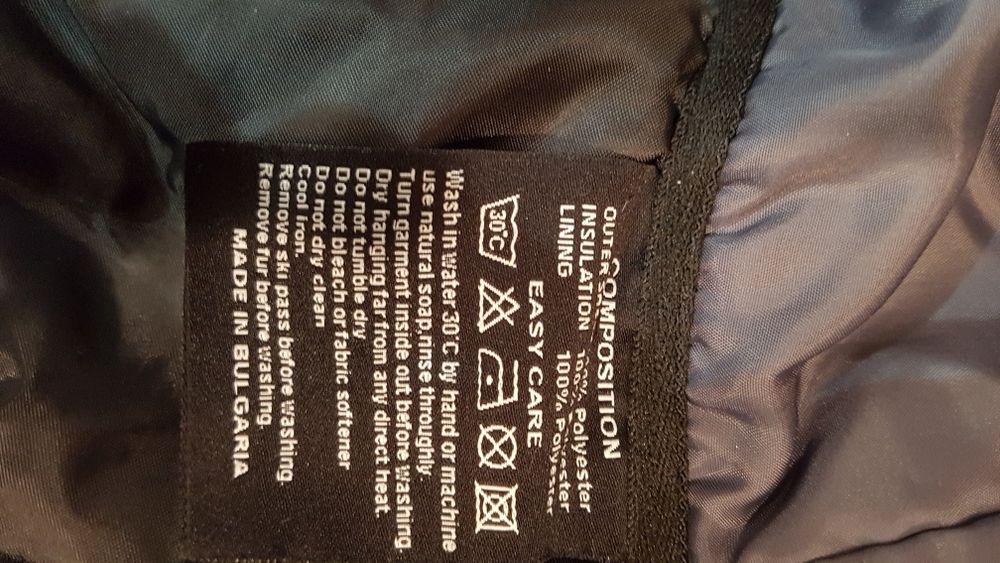 COMPOSITION
OUTER
INSULATION 100% Polyester
LINING 100% Polyester
EASY CARE
30°C
Wash in water 30°C by hand or machine
use natural soap,rinse throughly.
Turn garment inside out before washing.
Dry hanging far from any direct heat.
Do not tumble dry
Do not bleach or fabric softener
Do not dry clean
Cool Iron.
Remove ski pass before washing.
Remove fur before washing.
MADE IN BULGARIA